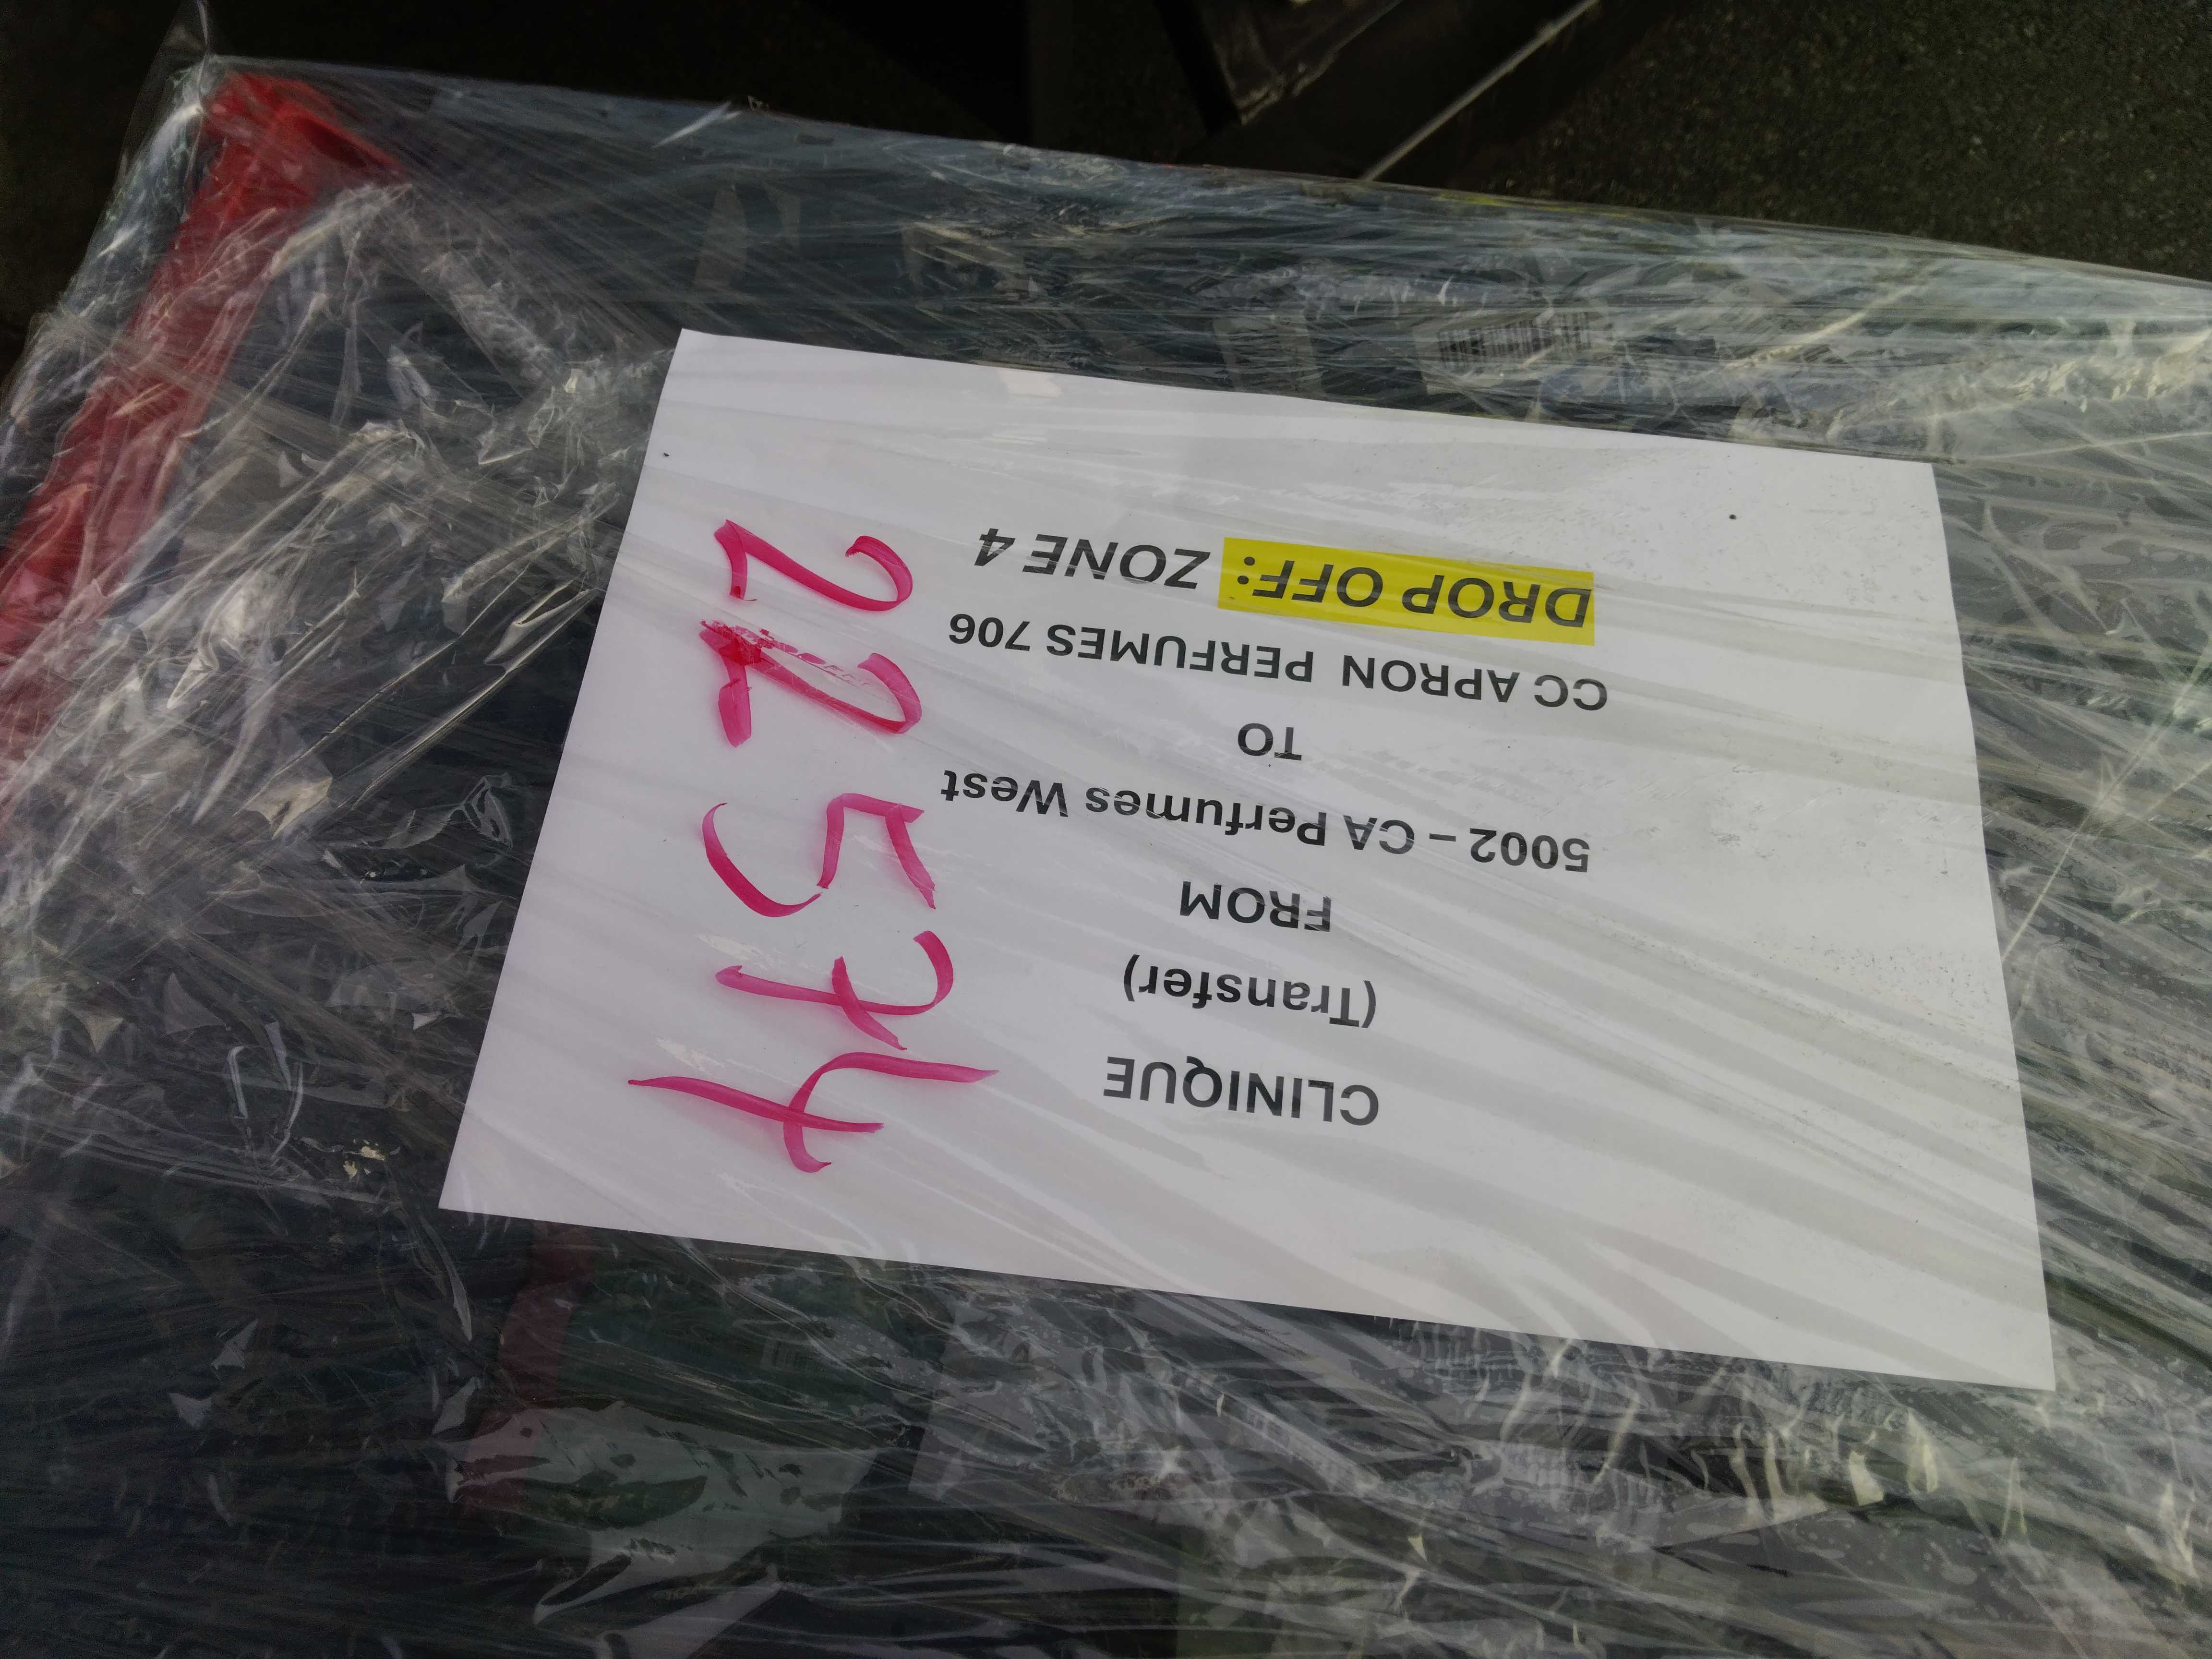 CLINIQUE
(Transfer)
FROM
5002 – CA Perfumes West
TO
CC APRON PERFUMES 706
DROP OFF: ZONE 4
22574